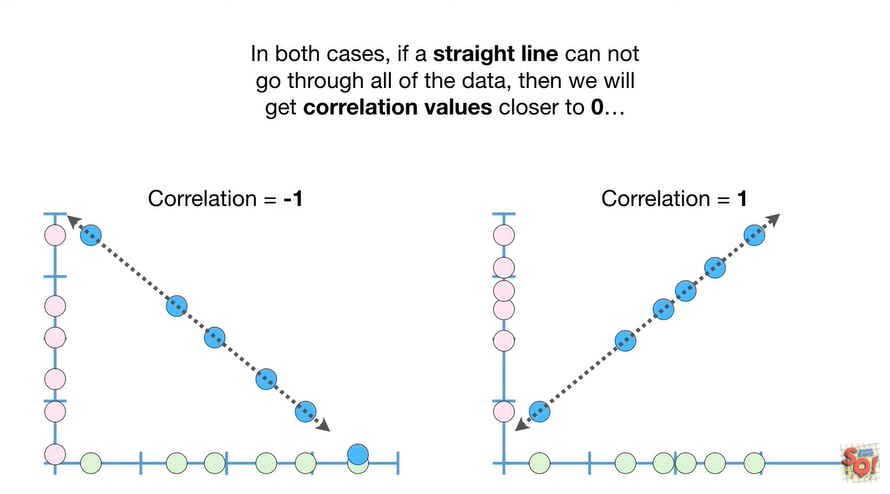 In both cases, if a straight line can not
go through all of the data, then we will
get correlation values closer to 0…
Correlation = -1
Correlation = 1
SQ!